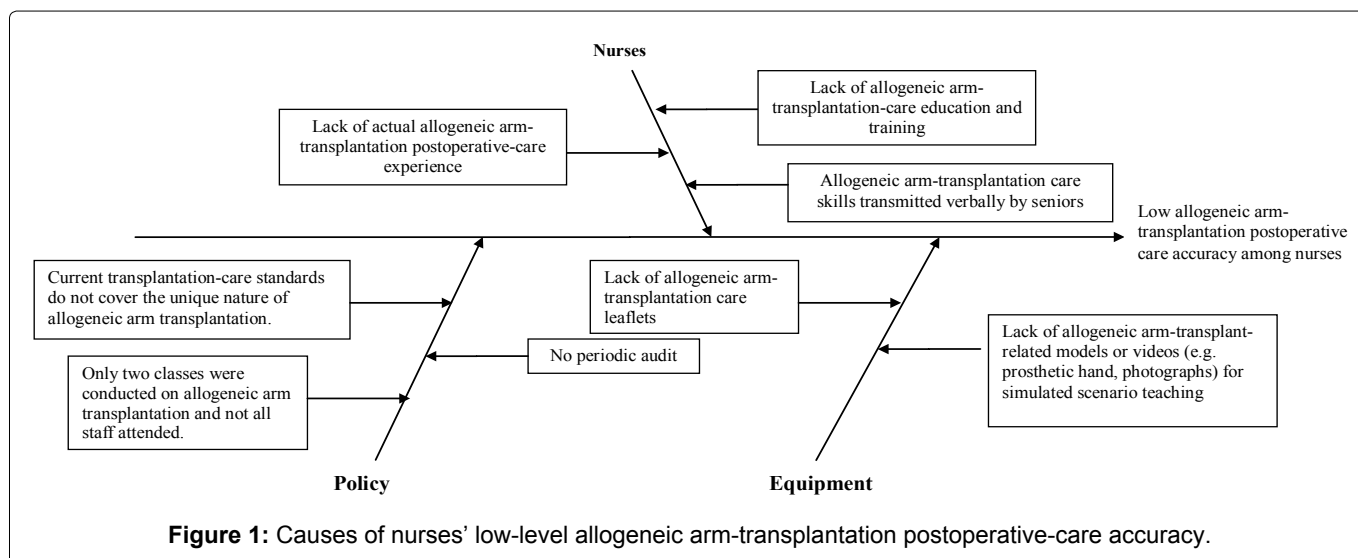 Nurses
Lack of allogeneic arm-
transplantation-care education and
training
Lack of actual allogeneic arm-
transplantation postoperative-care
experience
Allogeneic arm-transplantation care
skills transmitted verbally by seniors
Low allogeneic arm-
transplantation postoperative
care accuracy among nurses
Current transplantation-care standards
do not cover the unique nature of
allogeneic arm transplantation.
Lack of allogeneic arm-
transplantation care
leaflets
No periodic audit
Lack of allogeneic arm-transplant-
related models or videos (e.g.
prosthetic hand, photographs) for
simulated scenario teaching
Only two classes were
conducted on allogeneic arm
transplantation and not all
staff attended.
Policy
Equipment
Figure 1: Causes of nurses’ low-level allogeneic arm-transplantation postoperative-care accuracy.